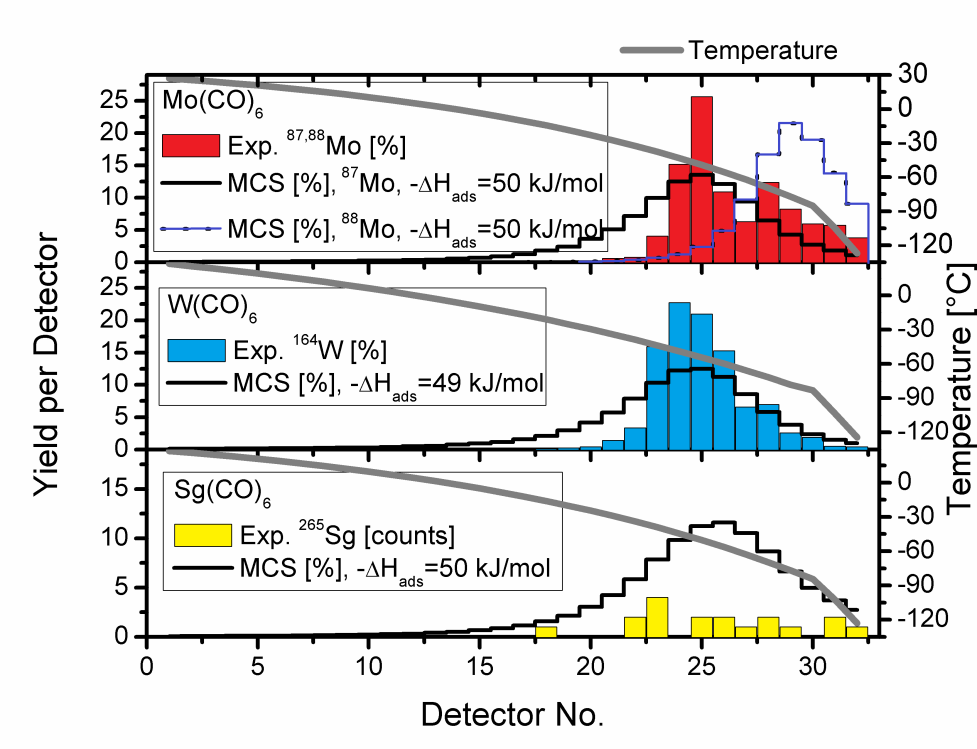 Temperature
Mo(CO)₆
Exp. ⁸⁷,⁸⁸Mo [%]
MCS [%], ⁸⁷Mo, -ΔHads=50 kJ/mol
MCS [%], ⁸⁸Mo, -ΔHads=50 kJ/mol
25
20
15
10
5
0
30
0
-30
-60
-90
-120
W(CO)₆
Exp. ¹⁶⁴W [%]
MCS [%], -ΔHads=49 kJ/mol
25
20
15
10
5
0
0
-30
-60
-90
-120
Sg(CO)₆
Exp. ²⁶⁵Sg [counts]
MCS [%], -ΔHads=50 kJ/mol
15
10
5
0
0
-30
-60
-90
-120
Yield per Detector
Temperature [°C]
0 5 10 15 20 25 30
Detector No.